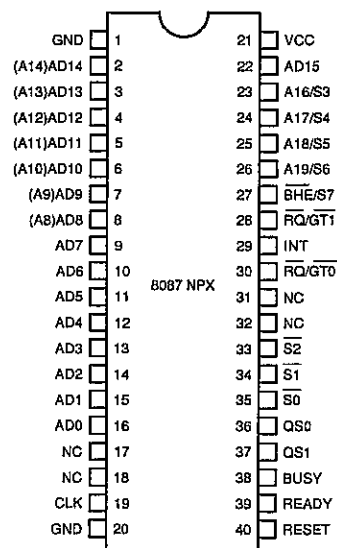 GND 1 21 VCC
(A14)AD14 2 22 AD15
(A13)AD13 3 23 A16/S3
(A12)AD12 4 24 A17/S4
(A11)AD11 5 25 A18/S5
(A10)AD10 6 26 A19/S6
(A9)AD9 7 27 BHE/S7
(A8)AD8 8 28 RQ/GT1
AD7 9 29 INT
AD6 10 30 RQ/GT0
8087 NPX
AD5 11 31 NC
AD4 12 32 NC
AD3 13 33 S2
AD2 14 34 S1
AD1 15 35 S0
AD0 16 36 QS0
NC 17 37 QS1
NC 18 38 BUSY
CLK 19 39 READY
GND 20 40 RESET